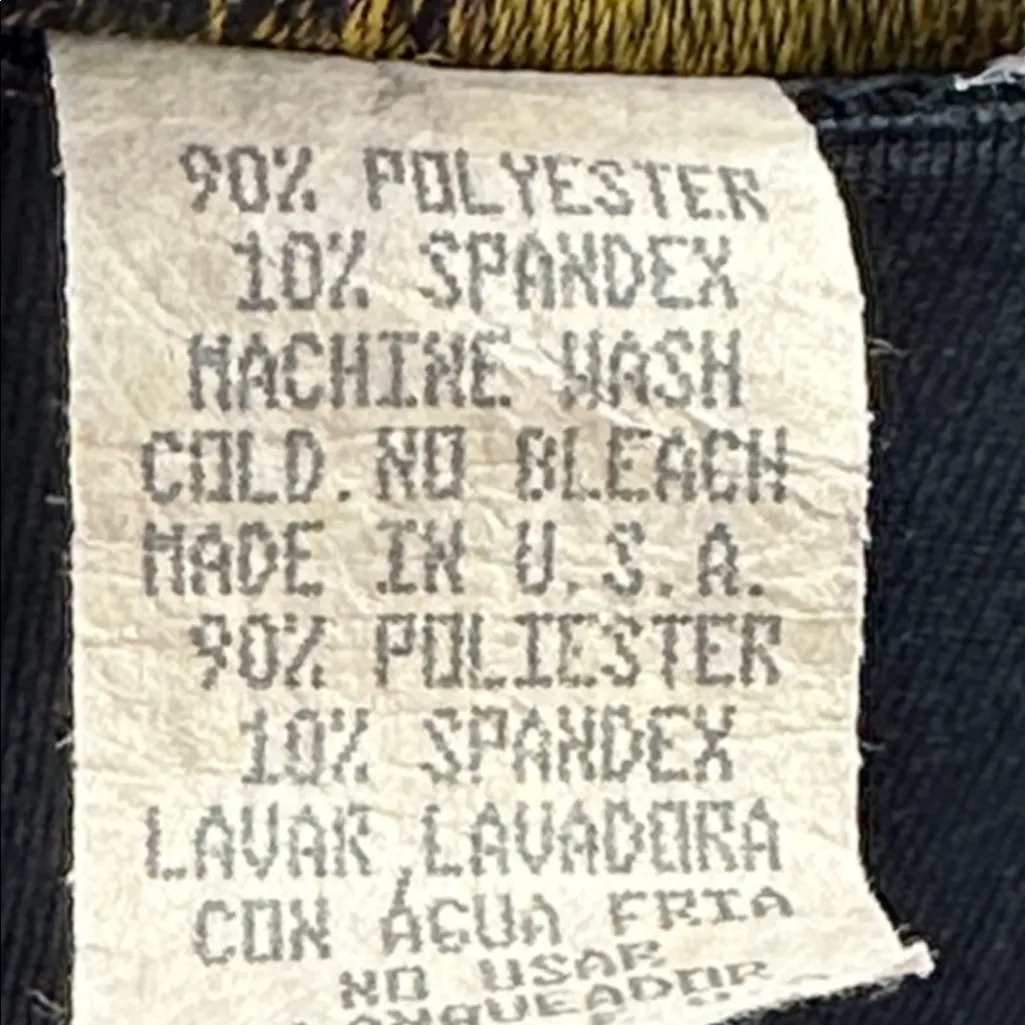 90% POLYESTER
10% SPANDEX
MACHINE WASH
COLD.NO BLEACH
MADE IN U.S.A.
90% POLIESTER
10% SPANDEX
LAVAR,LAVADORA
CON ÁGUA FRIA
NO USAR